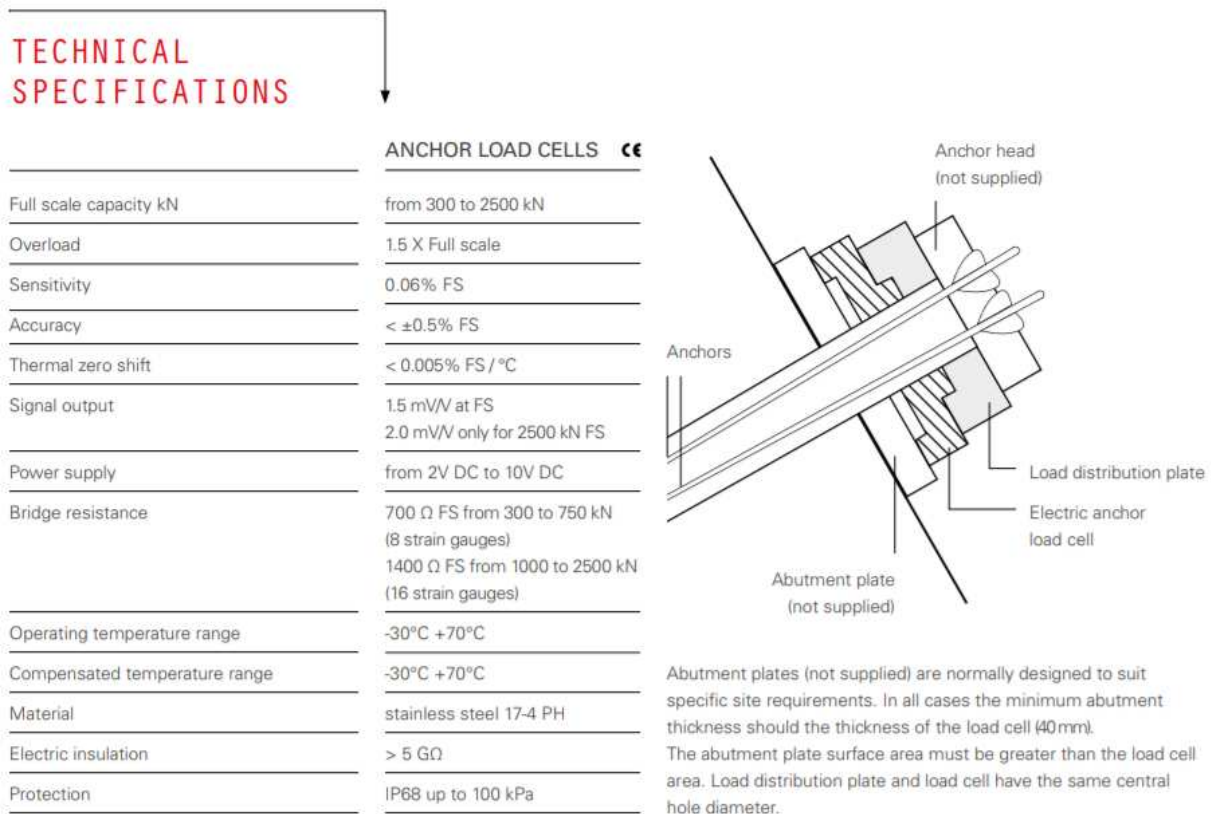 TECHNICAL
SPECIFICATIONS
ANCHOR LOAD CELLS CE
Full scale capacity kN from 300 to 2500 kN
Overload 1.5 X Full scale
Sensitivity 0.06% FS
Accuracy < ±0.5% FS
Thermal zero shift < 0.005% FS / °C
Signal output 1.5 mV/V at FS
2.0 mV/V only for 2500 kN FS
Power supply from 2V DC to 10V DC
Bridge resistance 700 Ω FS from 300 to 750 kN
(8 strain gauges)
1400 Ω FS from 1000 to 2500 kN
(16 strain gauges)
Operating temperature range -30°C +70°C
Compensated temperature range -30°C +70°C
Material stainless steel 17-4 PH
Electric insulation > 5 GΩ
Protection IP68 up to 100 kPa
Anchor head
(not supplied)
Anchors
Load distribution plate
Electric anchor
load cell
Abutment plate
(not supplied)
Abutment plates (not supplied) are normally designed to suit
specific site requirements. In all cases the minimum abutment
thickness should the thickness of the load cell (40 mm).
The abutment plate surface area must be greater than the load cell
area. Load distribution plate and load cell have the same central
hole diameter.